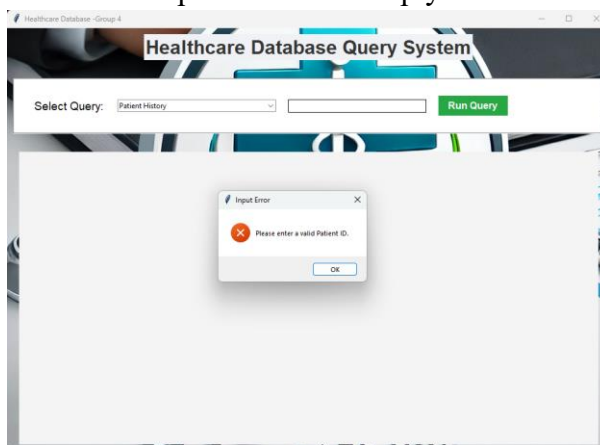 Healthcare Database -Group 4
Healthcare Database Query System
Select Query:
Patient History
Run Query
Input Error
Please enter a valid Patient ID.
OK